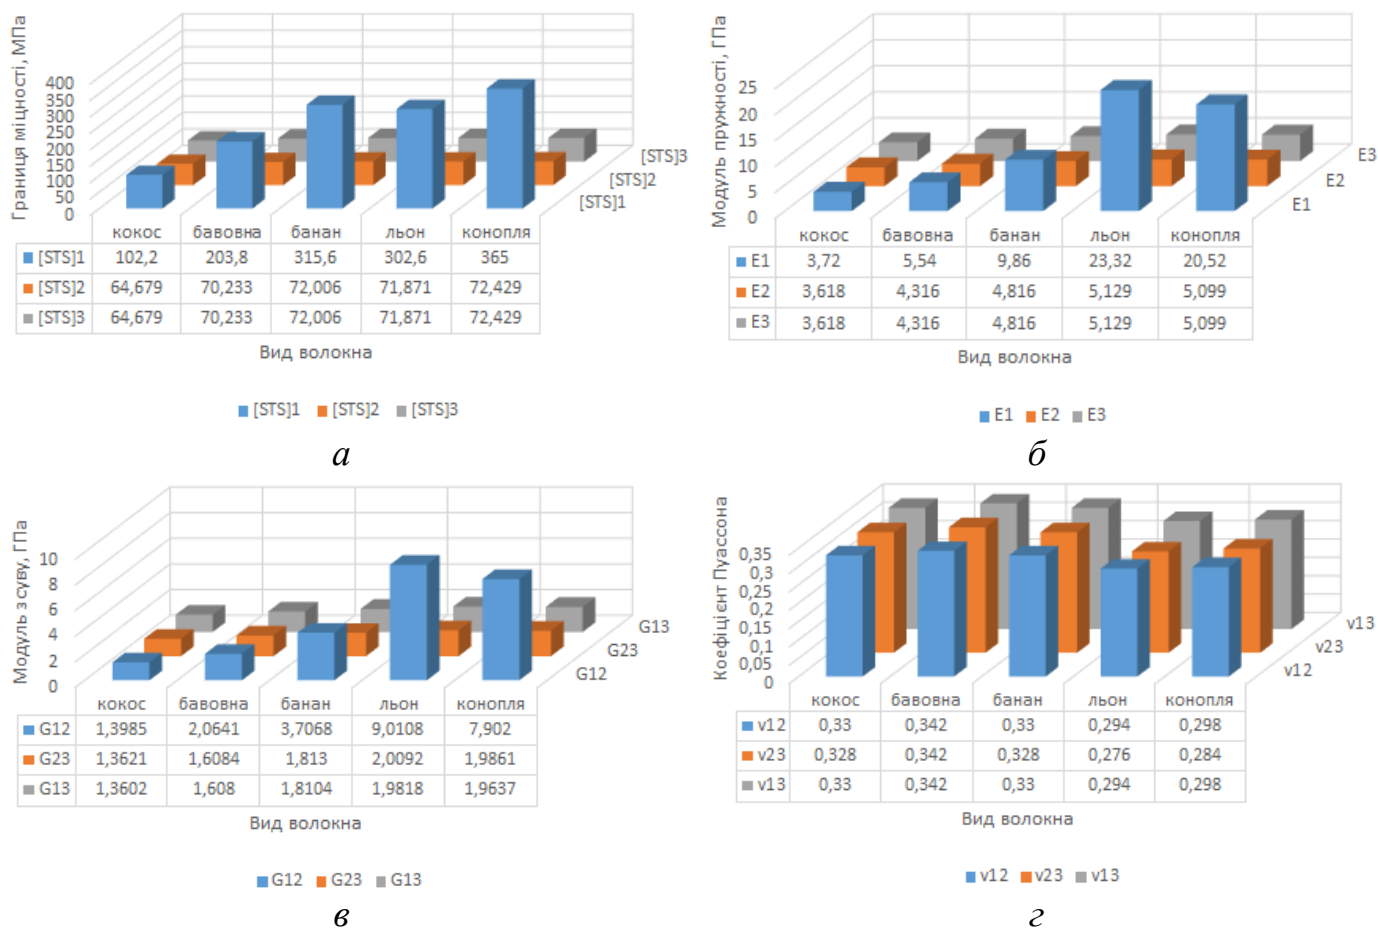 Границя міцності, МПа
400
350
300
250
200
150
100
50
0
[STS]3
[STS]2
[STS]1
кокос бавовна банан льон конопля
[STS]1 102,2 203,8 315,6 302,6 365
[STS]2 64,679 70,233 72,006 71,871 72,429
[STS]3 64,679 70,233 72,006 71,871 72,429
Вид волокна
[STS]1 [STS]2 [STS]3
а
Модуль пружності, ГПа
25
20
15
10
5
0
E3
E2
E1
кокос бавовна банан льон конопля
E1 3,72 5,54 9,86 23,32 20,52
E2 3,618 4,316 4,816 5,129 5,099
E3 3,618 4,316 4,816 5,129 5,099
Вид волокна
E1 E2 E3
б
Модуль зсуву, ГПа
10
8
6
4
2
0
G13
G23
G12
кокос бавовна банан льон конопля
G12 1,3985 2,0641 3,7068 9,0108 7,902
G23 1,3621 1,6084 1,813 2,0092 1,9861
G13 1,3602 1,608 1,8104 1,9818 1,9637
Вид волокна
G12 G23 G13
в
Коефіцієнт Пуассона
0,35
0,3
0,25
0,2
0,15
0,1
0,05
0
v13
v23
v12
кокос бавовна банан льон конопля
v12 0,33 0,342 0,33 0,294 0,298
v23 0,328 0,342 0,328 0,276 0,284
v13 0,33 0,342 0,33 0,294 0,298
Вид волокна
v12 v23 v13
г